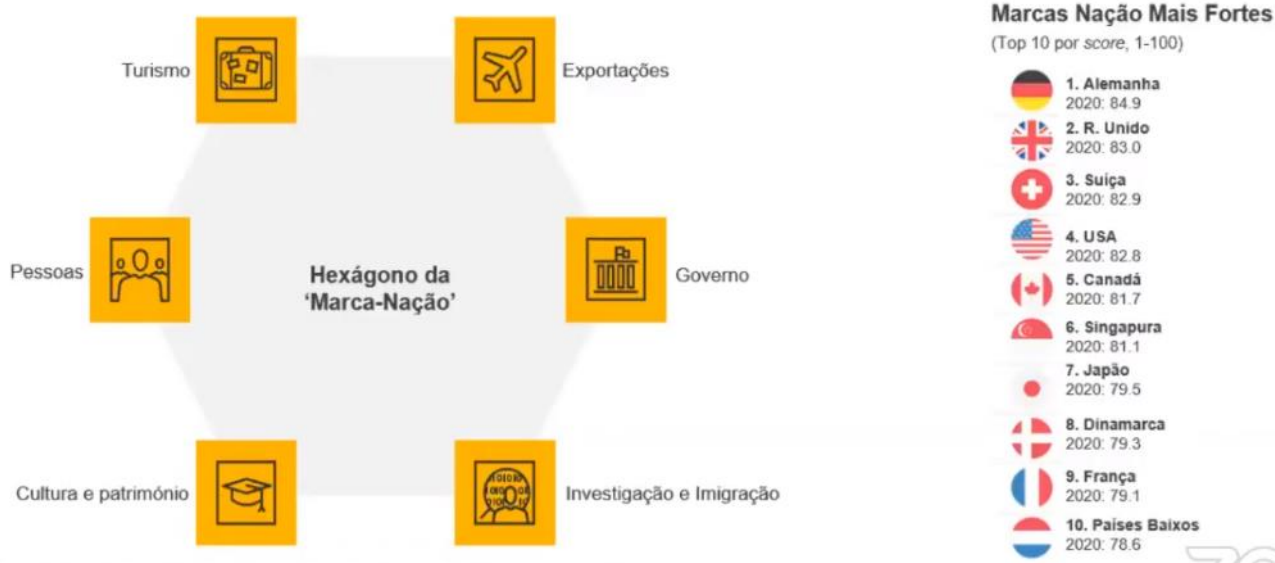 Turismo
Exportações
Pessoas
Hexágono da
'Marca-Nação'
Governo
Cultura e património
Investigação e Imigração
Marcas Nação Mais Fortes
(Top 10 por score, 1-100)
1. Alemanha
2020: 84.9
2. R. Unido
2020: 83.0
3. Suiça
2020: 82.9
4. USA
2020: 82.8
5. Canadá
2020: 81.7
6. Singapura
2020: 81.1
7. Japão
2020: 79.5
8. Dinamarca
2020: 79.3
9. França
2020: 79.1
10. Países Baixos
2020: 78.6